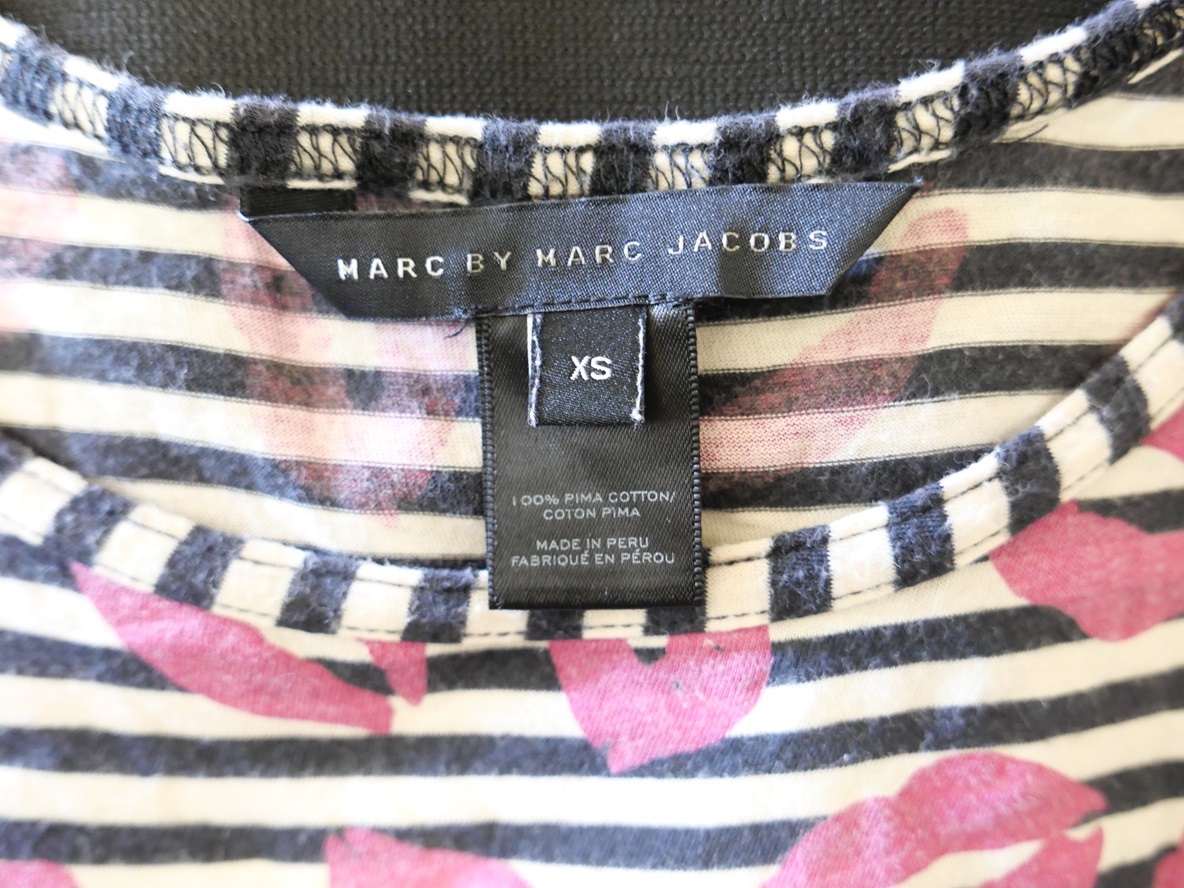 MARC BY MARC JACOBS
XS
100% PIMA COTTON/
COTON PIMA
MADE IN PERU
FABRIQUÉ EN PÉROU